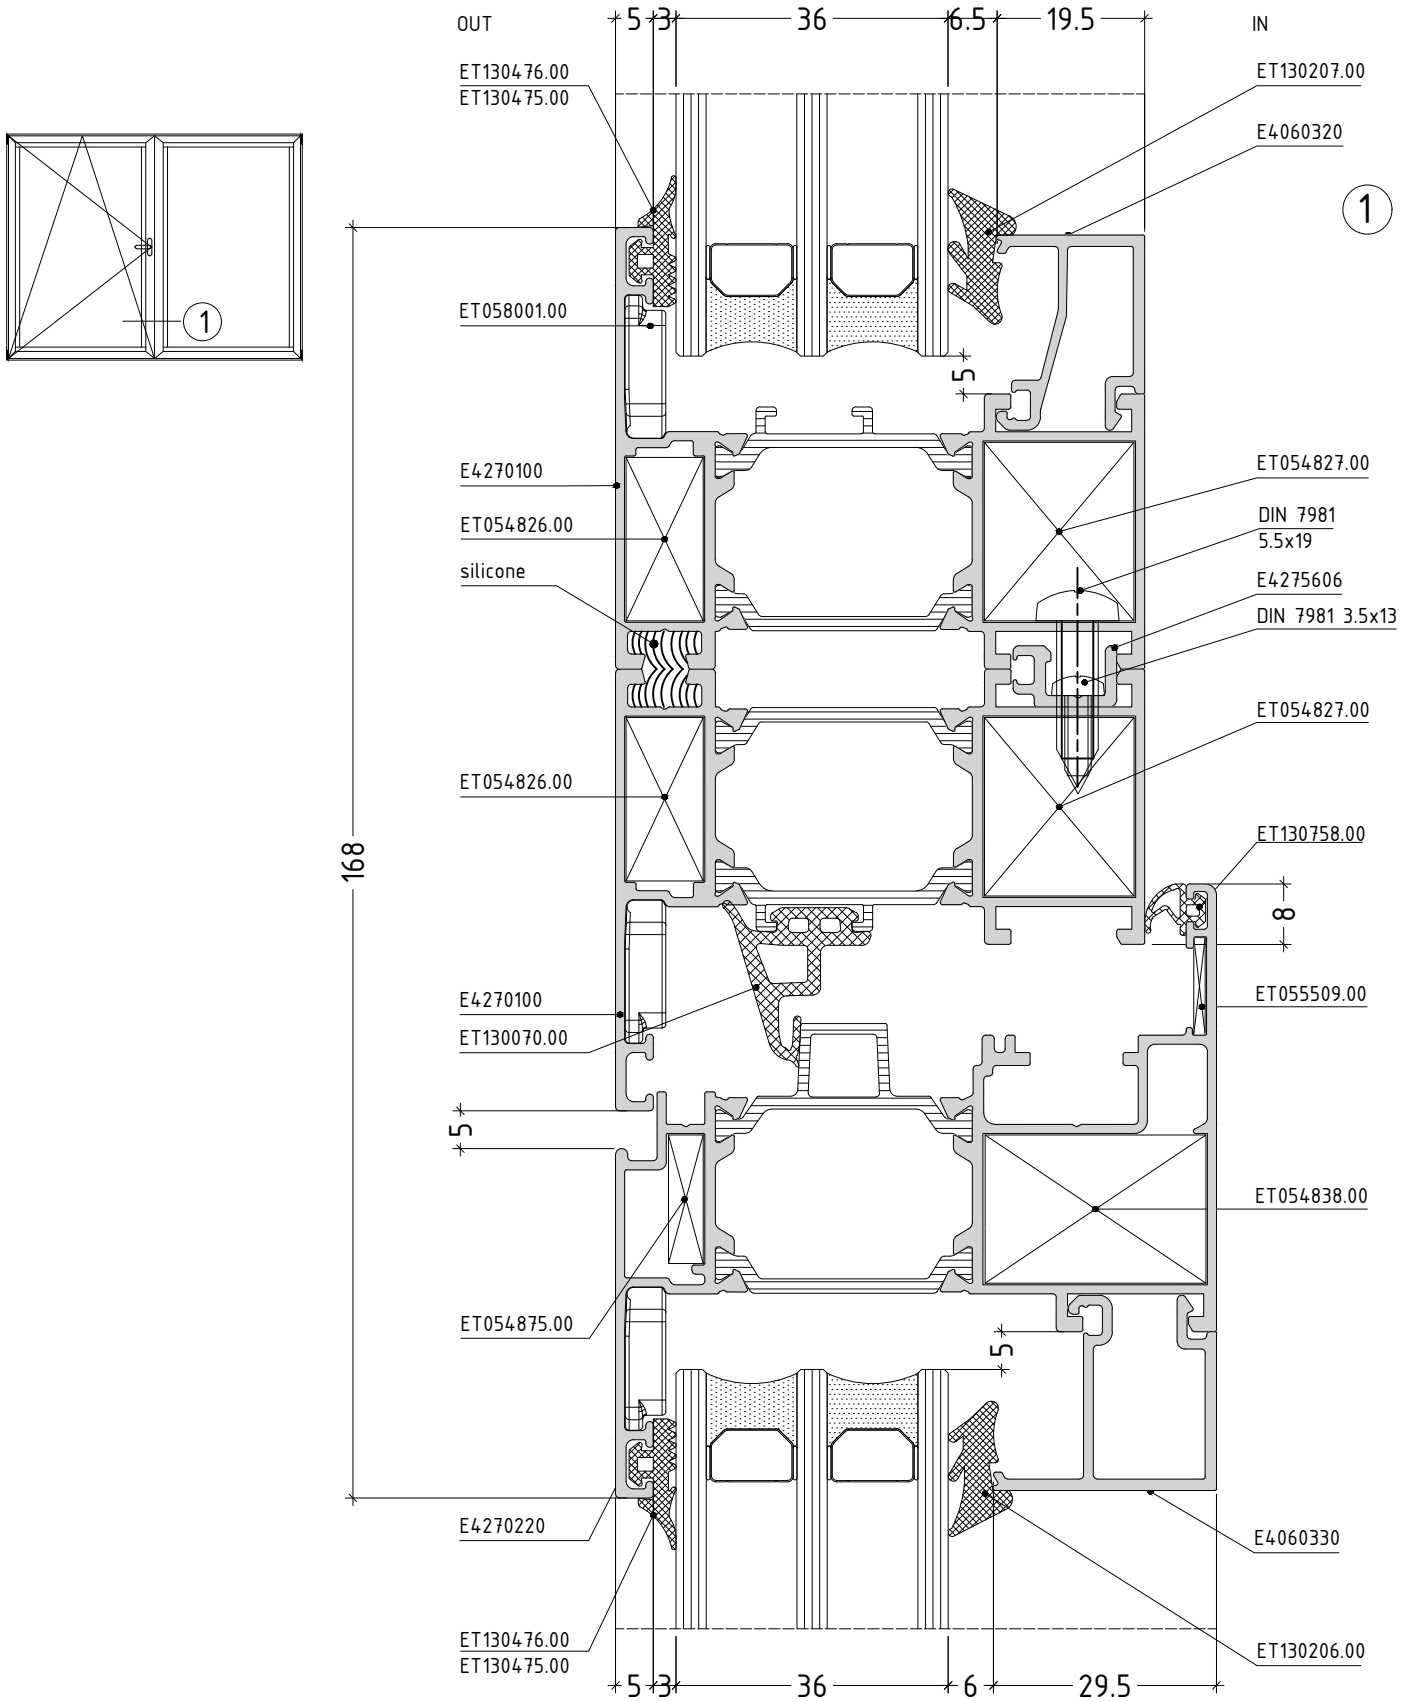 OUT
5
3
36
6.5
19.5
IN
ET130476.00
ET130475.00
ET130207.00
E4060320
1
ET058001.00
1
5
E4270100
ET054827.00
ET054826.00
DIN 7981
5.5x19
silicone
E4275606
DIN 7981 3.5x13
ET054827.00
ET054826.00
168
ET130758.00
8
E4270100
ET055509.00
ET130070.00
5
ET054838.00
ET054875.00
5
E4270220
E4060330
ET130476.00
ET130475.00
ET130206.00
5
3
36
6
29.5